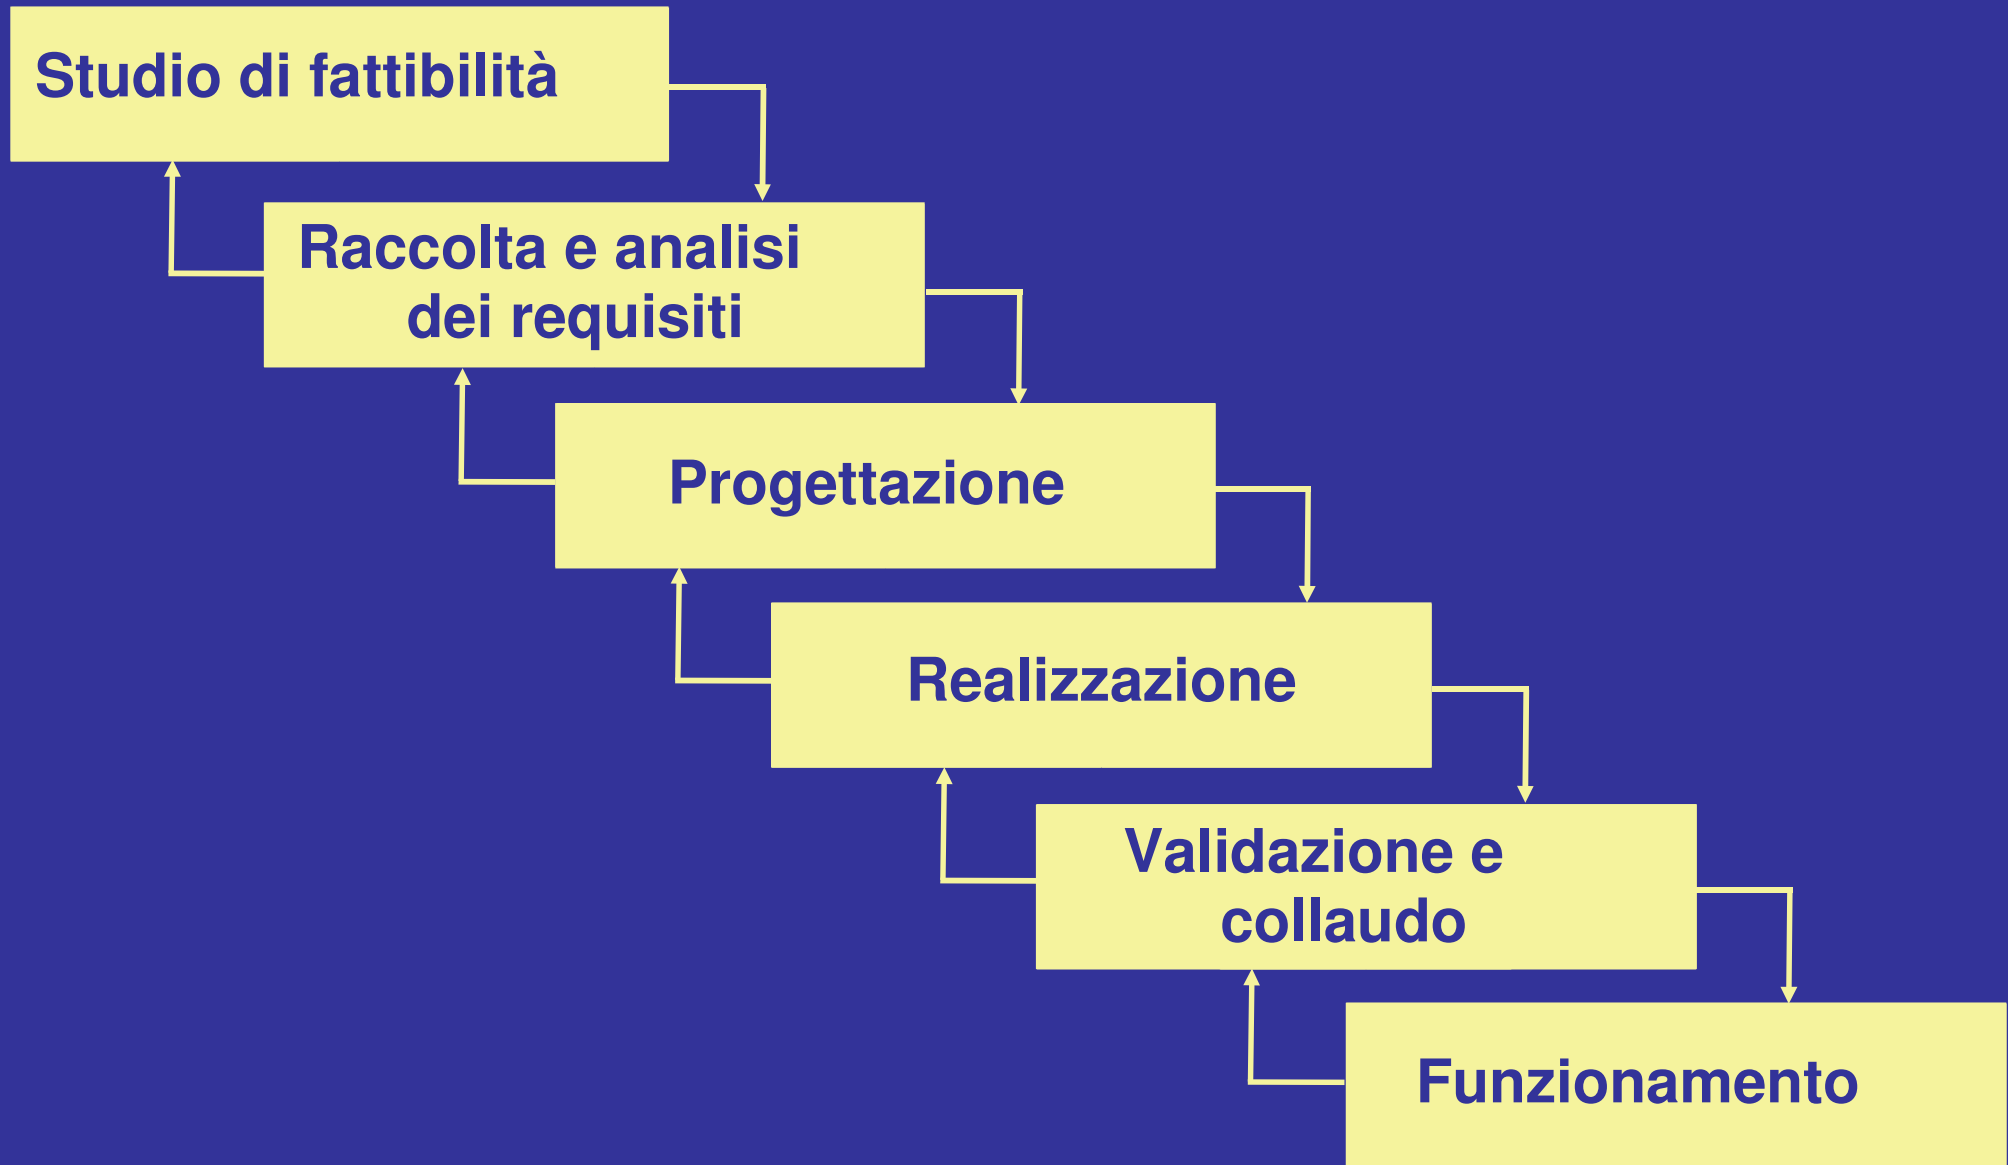 Studio di fattibilità
Raccolta e analisi
dei requisiti
Progettazione
Realizzazione
Validazione e
collaudo
Funzionamento